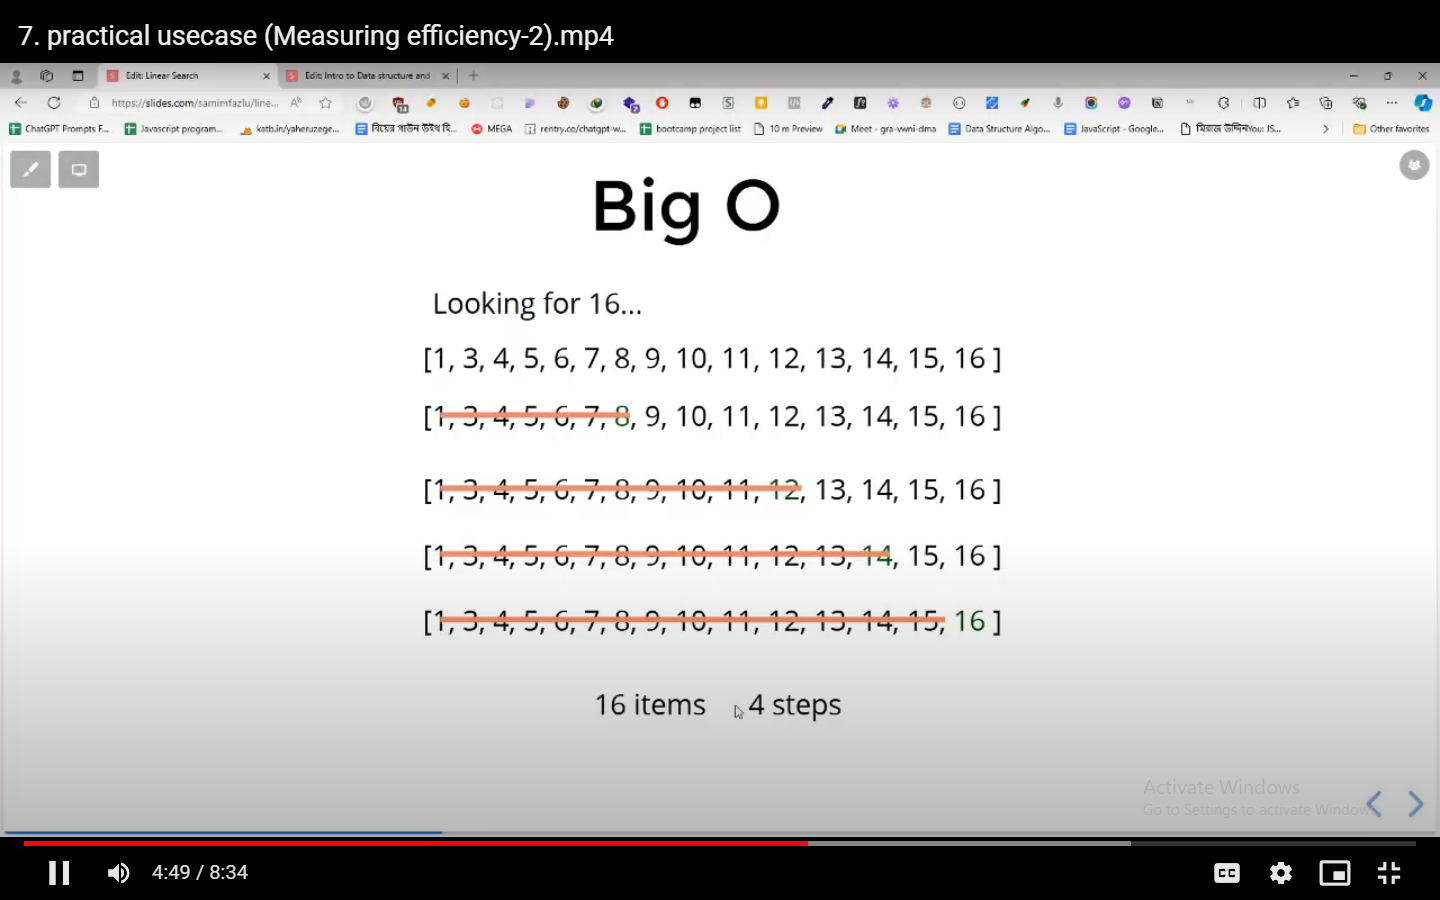 7. practical usecase (Measuring efficiency-2).mp4
Edit: Linear Search
Edit: Intro to Data structure and
https://slides.com/samimfazlu/line...
ChatGPT Prompts F...
Javascript program...
katb.in/yaheruzege...
বিয়ের গাউন উইথ হি...
MEGA
rentry.co/chatgpt-w...
bootcamp project list
10 m Preview
Meet - gra-vwni-dma
Data Structure Algo...
JavaScript - Google...
Other favorites
Big O
Looking for 16...
[1, 3, 4, 5, 6, 7, 8, 9, 10, 11, 12, 13, 14, 15, 16 ]
[1, 3, 4, 5, 6, 7, 8, 9, 10, 11, 12, 13, 14, 15, 16 ]
[1, 3, 4, 5, 6, 7, 8, 9, 10, 11, 12, 13, 14, 15, 16 ]
[1, 3, 4, 5, 6, 7, 8, 9, 10, 11, 12, 13, 14, 15, 16 ]
[1, 3, 4, 5, 6, 7, 8, 9, 10, 11, 12, 13, 14, 15, 16 ]
16 items 4 steps
Activate Windows
Go to Settings to activate Window
4:49 / 8:34
CC